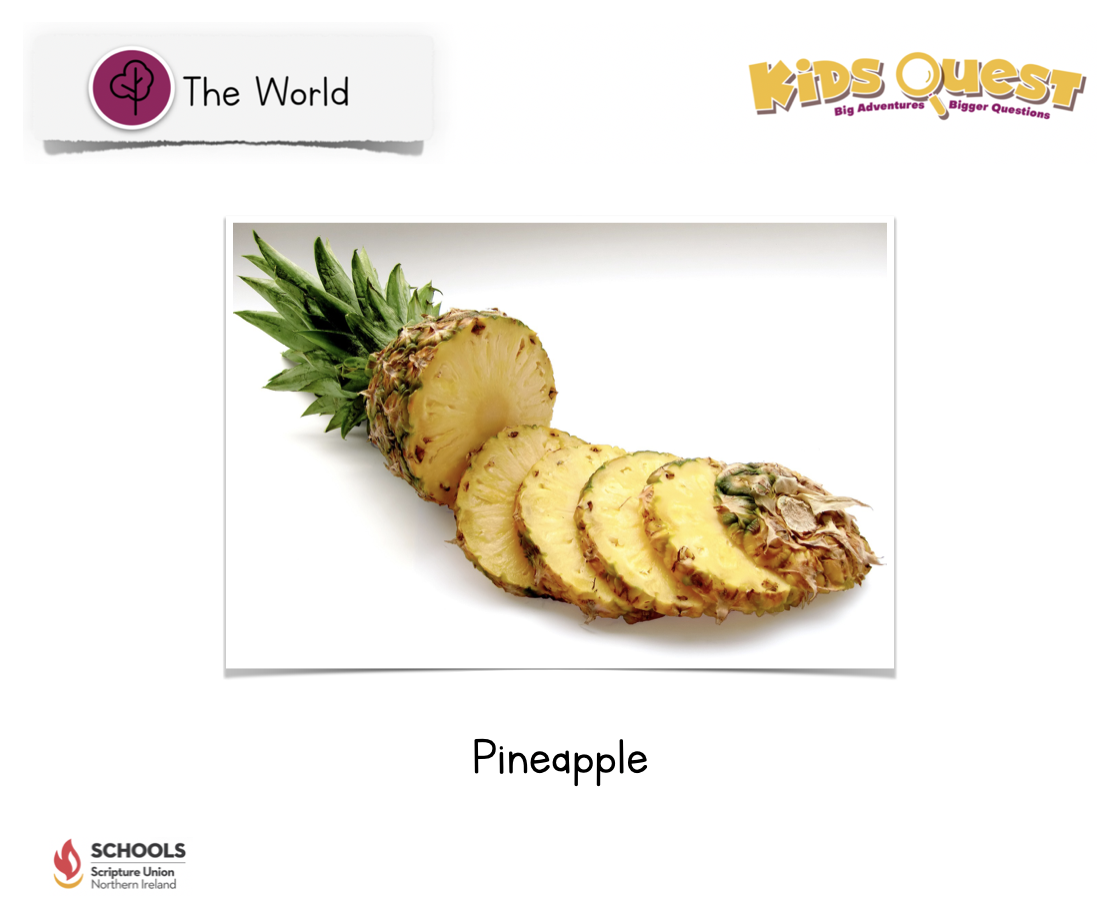 The World
KiDS QUEST
Big Adventures Bigger Questions
Pineapple
SCHOOLS
Scripture Union
Northern Ireland